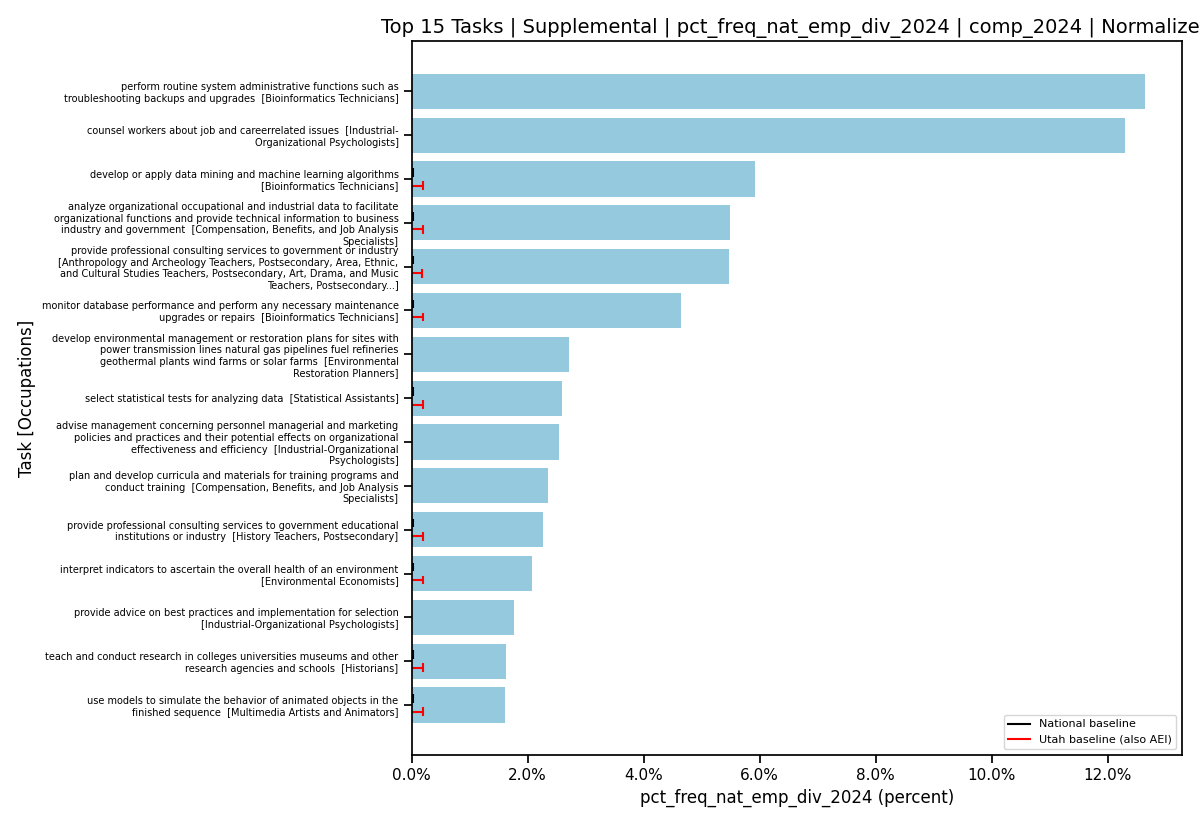 Top 15 Tasks | Supplemental | pct_freq_nat_emp_div_2024 | comp_2024 | Normalize
Task [Occupations]
perform routine system administrative functions such as
troubleshooting backups and upgrades [Bioinformatics Technicians]
counsel workers about job and careerrelated issues [Industrial-
Organizational Psychologists]
develop or apply data mining and machine learning algorithms
[Bioinformatics Technicians]
analyze organizational occupational and industrial data to facilitate
organizational functions and provide technical information to business
industry and government [Compensation, Benefits, and Job Analysis
Specialists]
provide professional consulting services to government or industry
[Anthropology and Archeology Teachers, Postsecondary, Area, Ethnic,
and Cultural Studies Teachers, Postsecondary, Art, Drama, and Music
Teachers, Postsecondary...]
monitor database performance and perform any necessary maintenance
upgrades or repairs [Bioinformatics Technicians]
develop environmental management or restoration plans for sites with
power transmission lines natural gas pipelines fuel refineries
geothermal plants wind farms or solar farms [Environmental
Restoration Planners]
select statistical tests for analyzing data [Statistical Assistants]
advise management concerning personnel managerial and marketing
policies and practices and their potential effects on organizational
effectiveness and efficiency [Industrial-Organizational
Psychologists]
plan and develop curricula and materials for training programs and
conduct training [Compensation, Benefits, and Job Analysis
Specialists]
provide professional consulting services to government educational
institutions or industry [History Teachers, Postsecondary]
interpret indicators to ascertain the overall health of an environment
[Environmental Economists]
provide advice on best practices and implementation for selection
[Industrial-Organizational Psychologists]
teach and conduct research in colleges universities museums and other
research agencies and schools [Historians]
use models to simulate the behavior of animated objects in the
finished sequence [Multimedia Artists and Animators]
National baseline
Utah baseline (also AEI)
0.0% 2.0% 4.0% 6.0% 8.0% 10.0% 12.0%
pct_freq_nat_emp_div_2024 (percent)